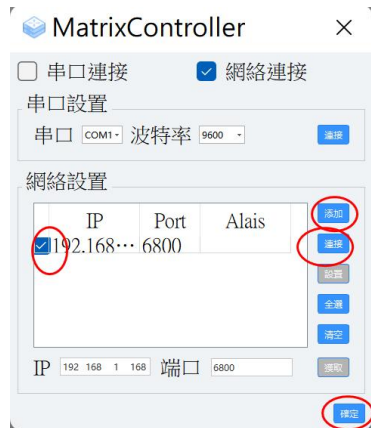 MatrixController
串口連接 網絡連接
串口設置
串口 COM1 波特率 9600 連接
網絡設置
IP Port Alais 添加
192.168… 6800 連接
設置
全選
清空
IP 192 168 1 168 端口 6800 獲取
確定